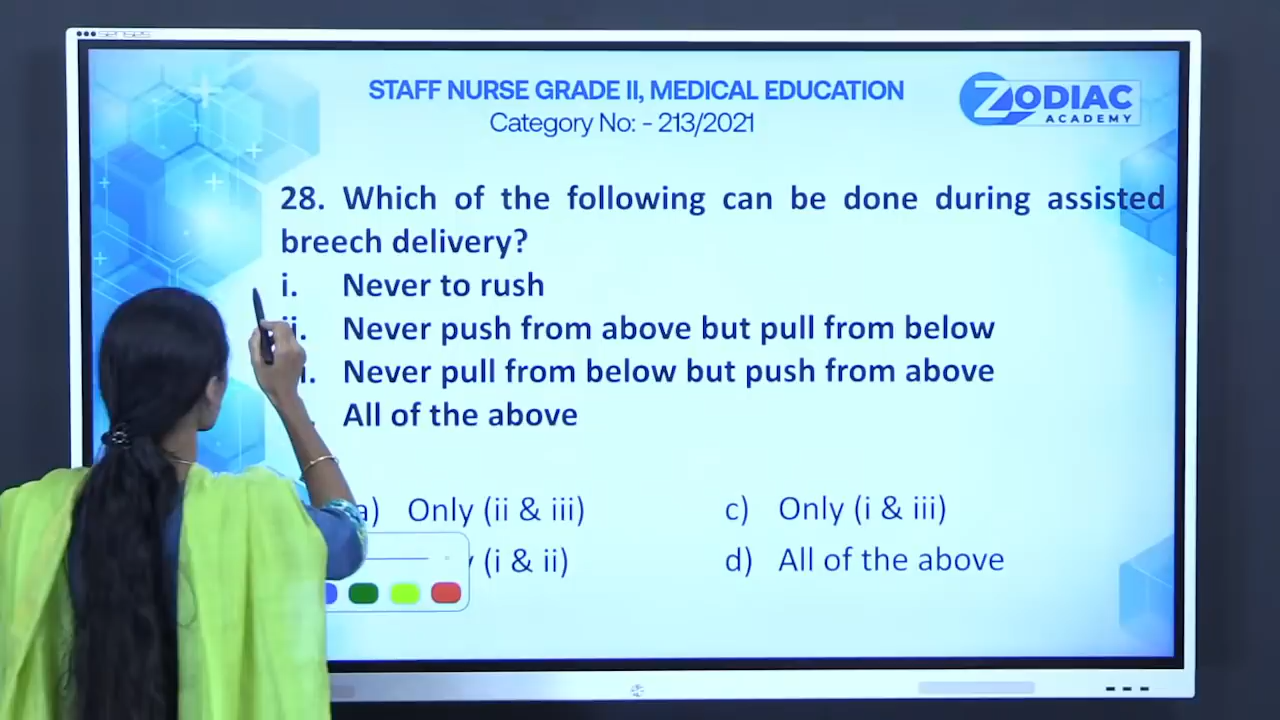 senses
STAFF NURSE GRADE II, MEDICAL EDUCATION
Category No: - 213/2021
ZODIAC
ACADEMY
28. Which of the following can be done during assisted
breech delivery?
i. Never to rush
ii. Never push from above but pull from below
Never pull from below but push from above
All of the above
a) Only (ii & iii)
c) Only (i & iii)
(i & ii)
d) All of the above